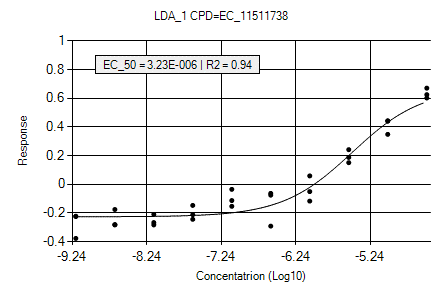 LDA_1 CPD=EC_11511738
EC_50 = 3.23E-006 | R2 = 0.94
Response
1
0.8
0.6
0.4
0.2
0
-0.2
-0.4
-9.24 -8.24 -7.24 -6.24 -5.24
Concentatrion (Log10)